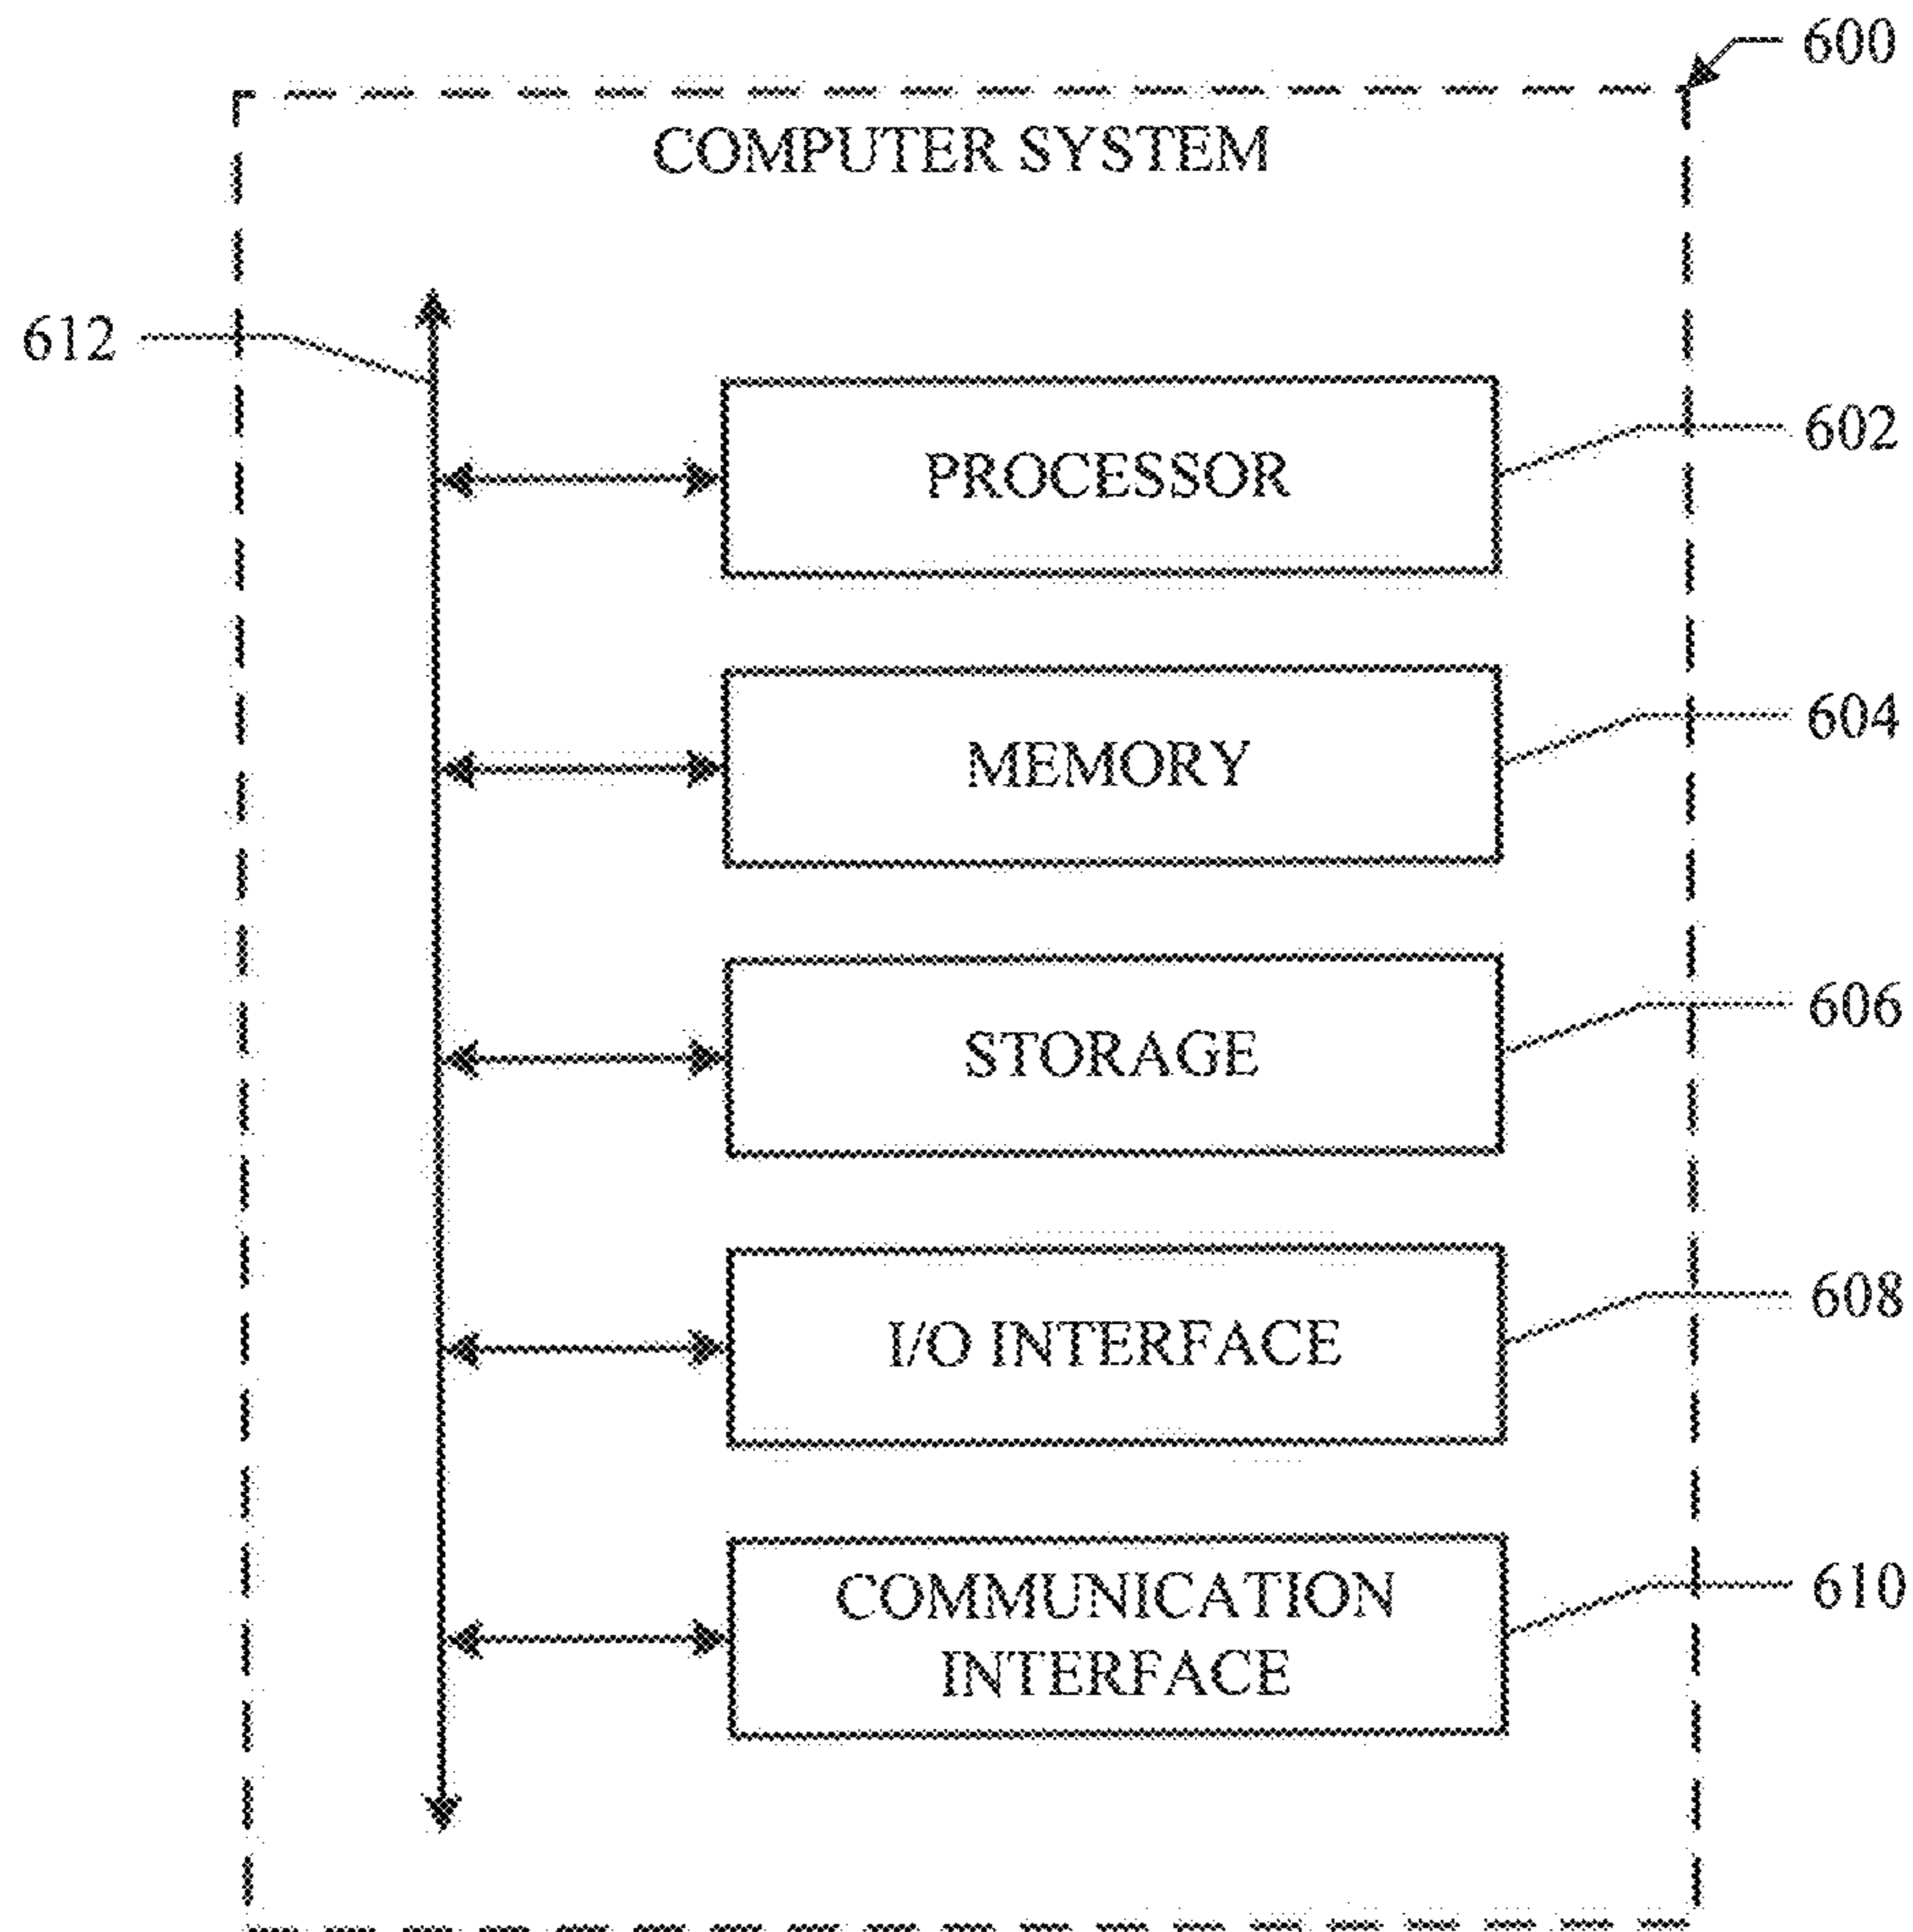 600
COMPUTER SYSTEM
612
602
PROCESSOR
604
MEMORY
606
STORAGE
608
I/O INTERFACE
610
COMMUNICATION
INTERFACE